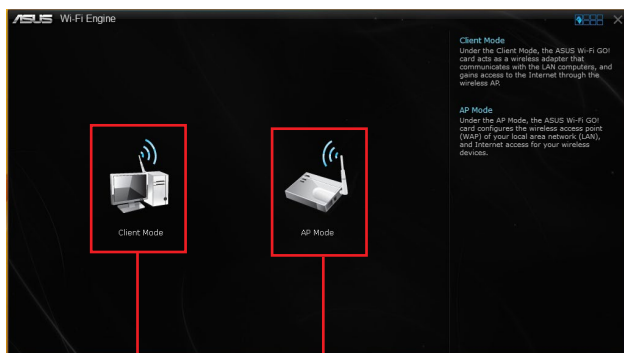 ASUS Wi-Fi Engine
Client Mode
Under the Client Mode, the ASUS Wi-Fi GO!
card acts as a wireless adapter that
communicates with the LAN computers, and
gains access to the Internet through the
wireless AP.
AP Mode
Under the AP Mode, the ASUS Wi-Fi GO!
card configures the wireless access point
(WAP) of your local area network (LAN),
and Internet access for your wireless
devices.
Client Mode
AP Mode